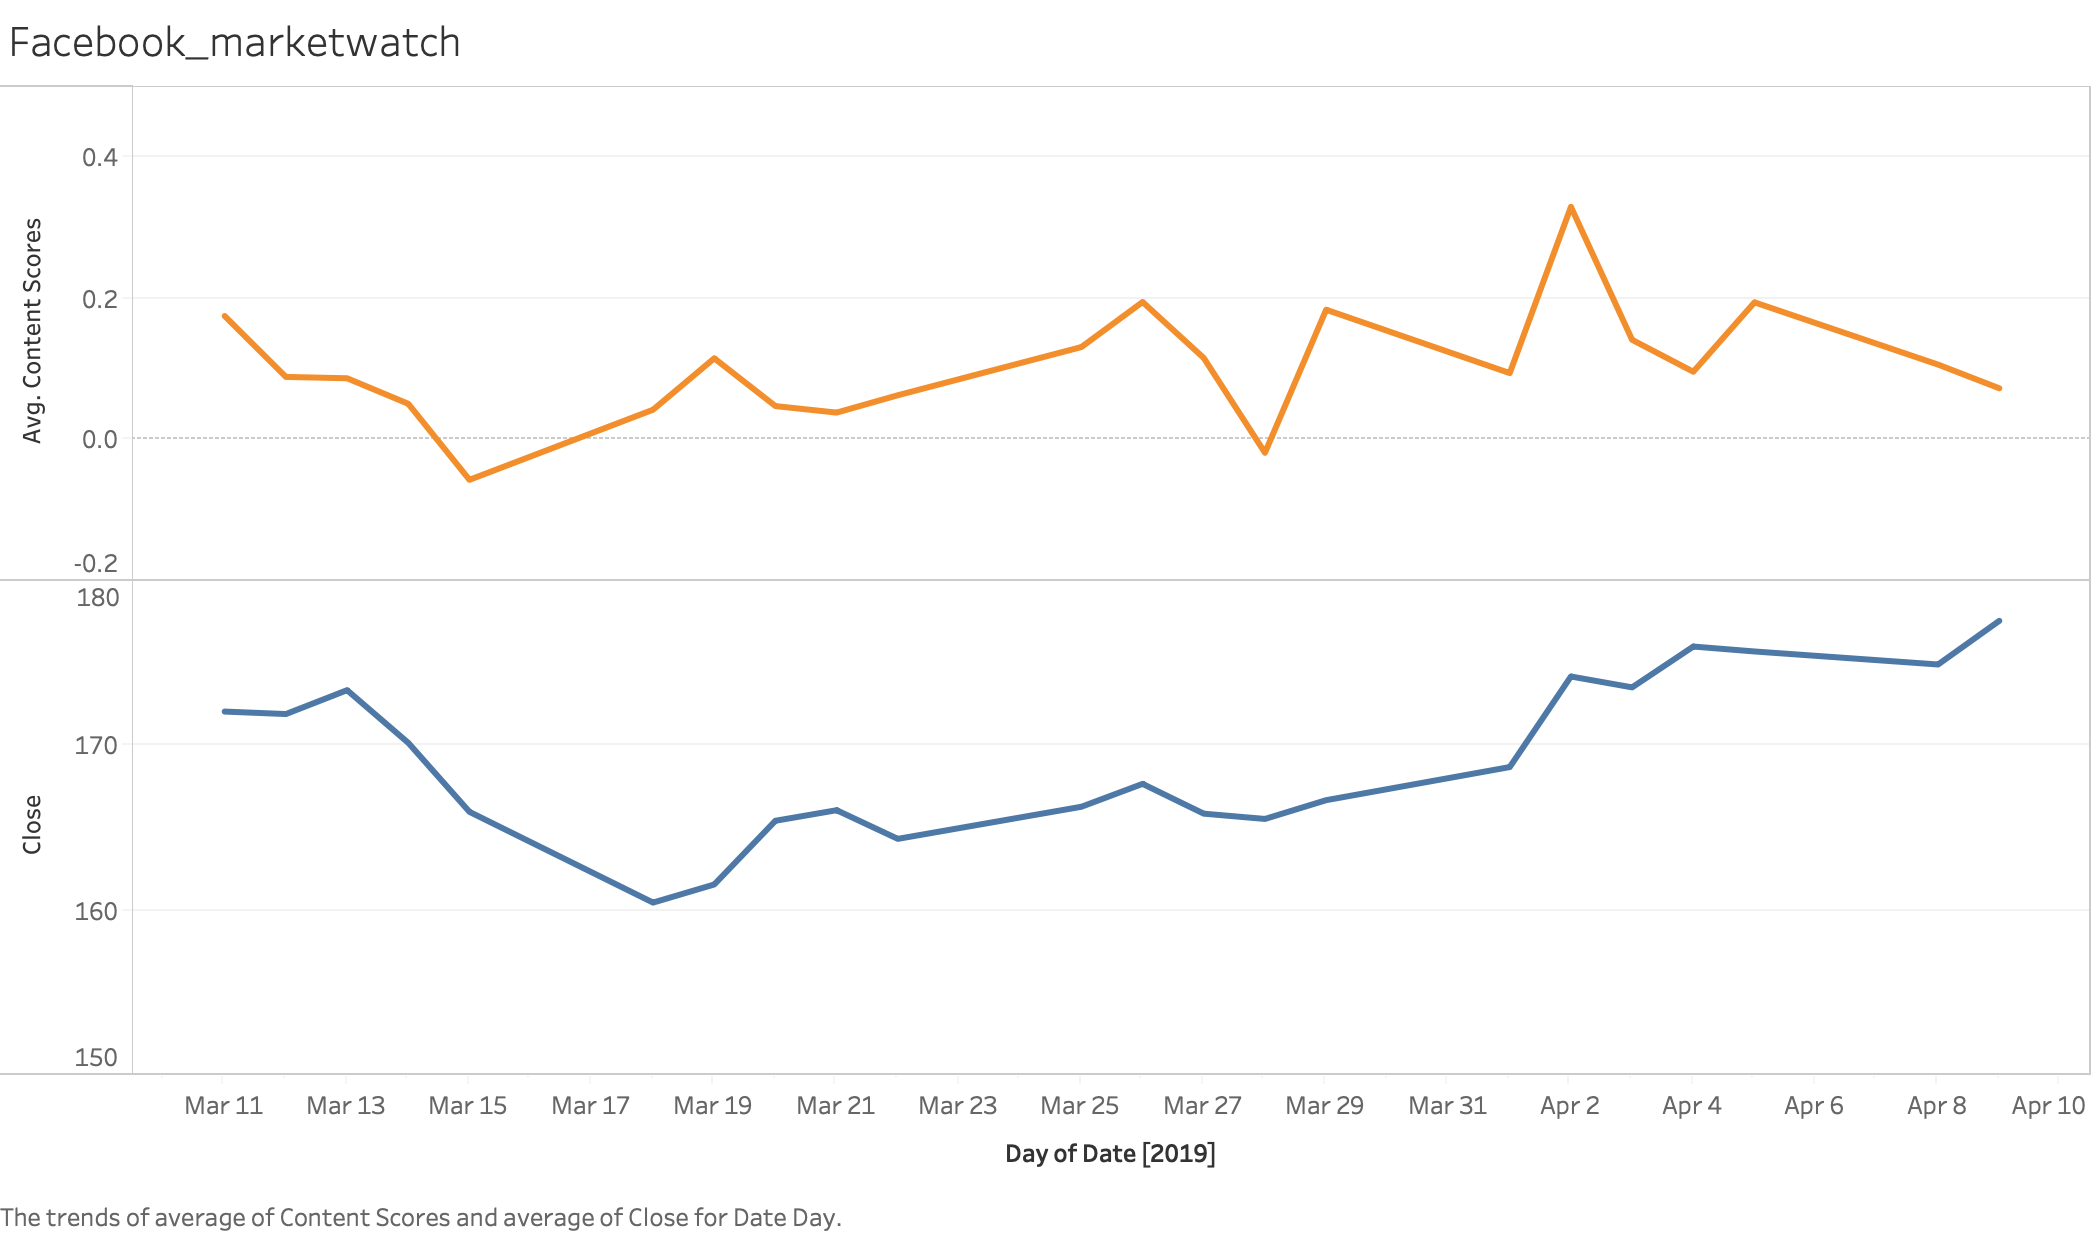 Facebook_marketwatch
Avg. Content Scores
0.4
0.2
0.0
-0.2
Close
180
170
160
150
Mar 11 Mar 13 Mar 15 Mar 17 Mar 19 Mar 21 Mar 23 Mar 25 Mar 27 Mar 29 Mar 31 Apr 2 Apr 4 Apr 6 Apr 8 Apr 10
Day of Date [2019]
The trends of average of Content Scores and average of Close for Date Day.